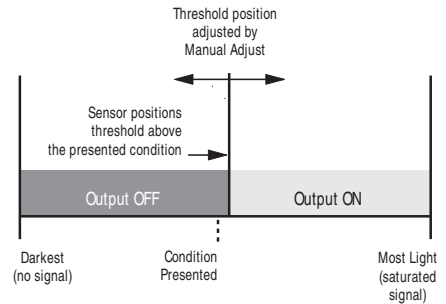 Threshold position
adjusted by
Manual Adjust
Sensor positions
threshold above
the presented condition
Output OFF
Output ON
Darkest
(no signal)
Condition
Presented
Most Light
(saturated
signal)